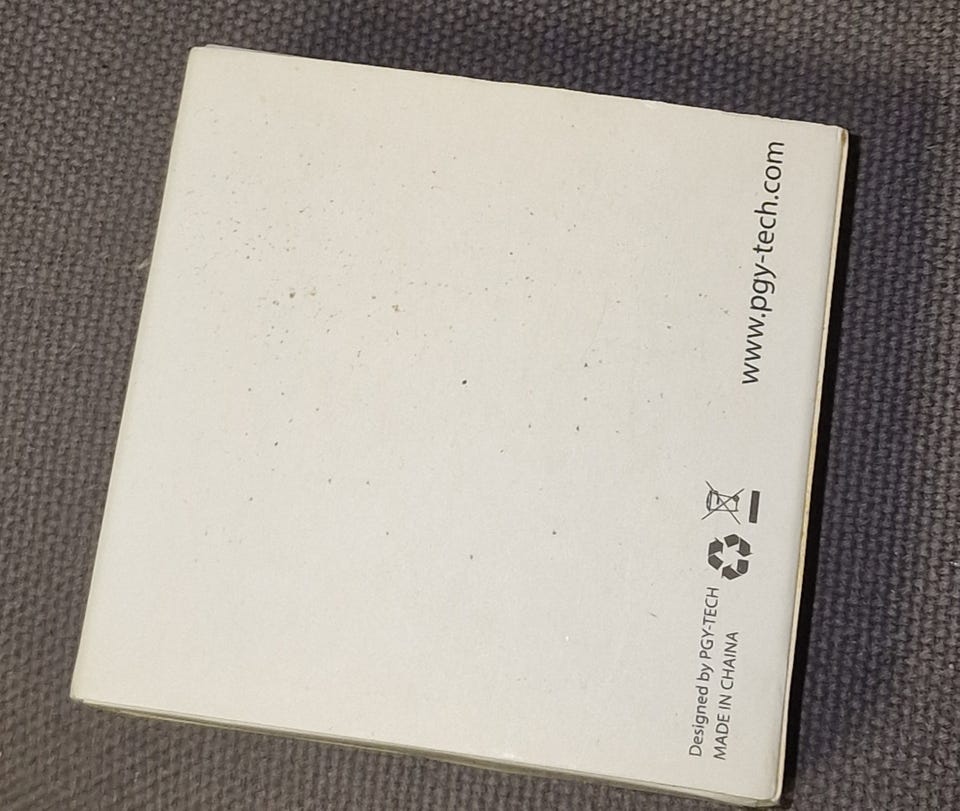 Designed by PGY-TECH
MADE IN CHAINA
www.pgy-tech.com